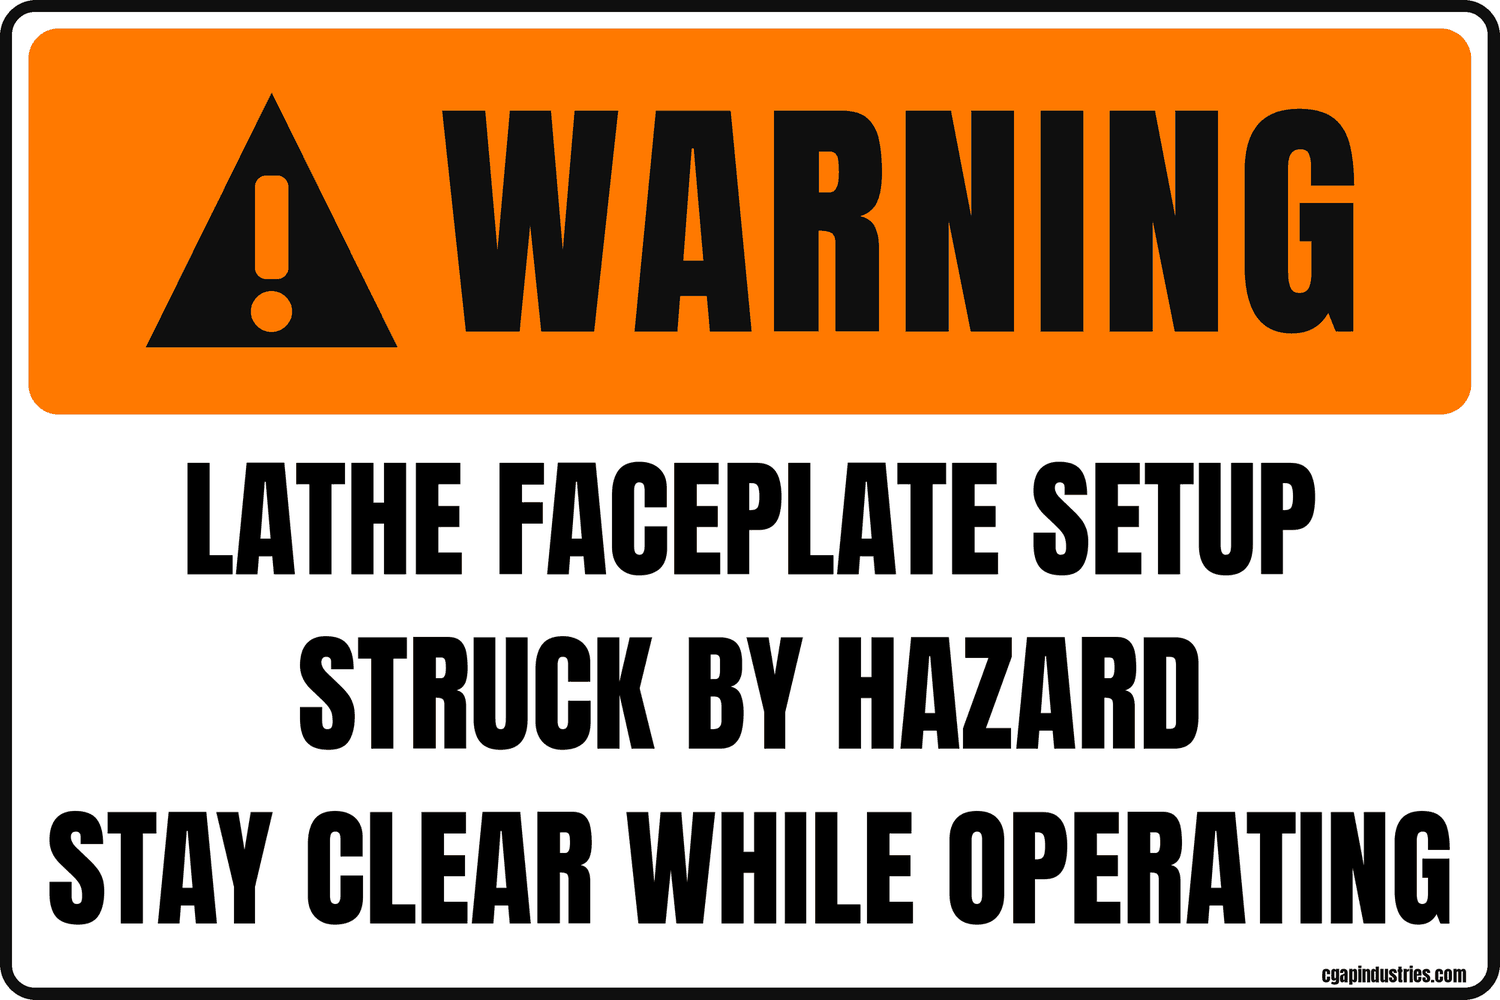 WARNING
LATHE FACEPLATE SETUP
STRUCK BY HAZARD
STAY CLEAR WHILE OPERATING
cgapindustries.com